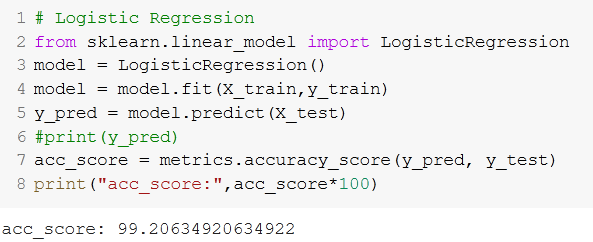 1 # Logistic Regression
2 from sklearn.linear_model import LogisticRegression
3 model = LogisticRegression()
4 model = model.fit(X_train,y_train)
5 y_pred = model.predict(X_test)
6 #print(y_pred)
7 acc_score = metrics.accuracy_score(y_pred, y_test)
8 print("acc_score:",acc_score*100)
acc_score: 99.20634920634922